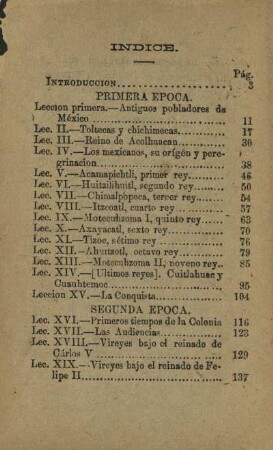 INDICE.
Pág.
INTRODUCCION 3
PRIMERA EPOCA.
Leccion primera.—Antiguos pobladores de
México 11
Lec. II.—Toltecas y chichimecas. 17
Lec. III.—Reino de Acolhuacan 30
Lec. IV.—Los mexicanos, su orígén y pere-
grinacion 38
Lec. V.—Acamapichtli, primer rey 46
Lec. VI.—Huitzilihuitl, segundo rey 50
Lec. VII.—Chimalpopoca, tercer rey 54
Lec. VIII.—Itzcoatl, cuarto rey 57
Lec. IX.—Motecuhzoma I, quinto rey 63
Lec. X.—Axayacatl, sexto rey 70
Lec. XI.—Tizoc, sétimo rey 76
Lec. XII.—Ahuitzotl, octavo rey 79
Lec. XIII.—Motecuhzoma II, noveno rey 85
Lec. XIV.—[Ultimos reyes]. Cuitlahuac y
Cuauhtemoc 95
Leccion XV.—La Conquista 104
SEGUNDA EPOCA.
Lec. XVI.—Primeros tiempos de la Colonia 116
Lec. XVII.—Las Audiencias 123
Lec. XVIII.—Vireyes bajo el reinado de
Cárlos V 129
Lec. XIX.—Vireyes bajo el reinado de Fe-
lipe II 137